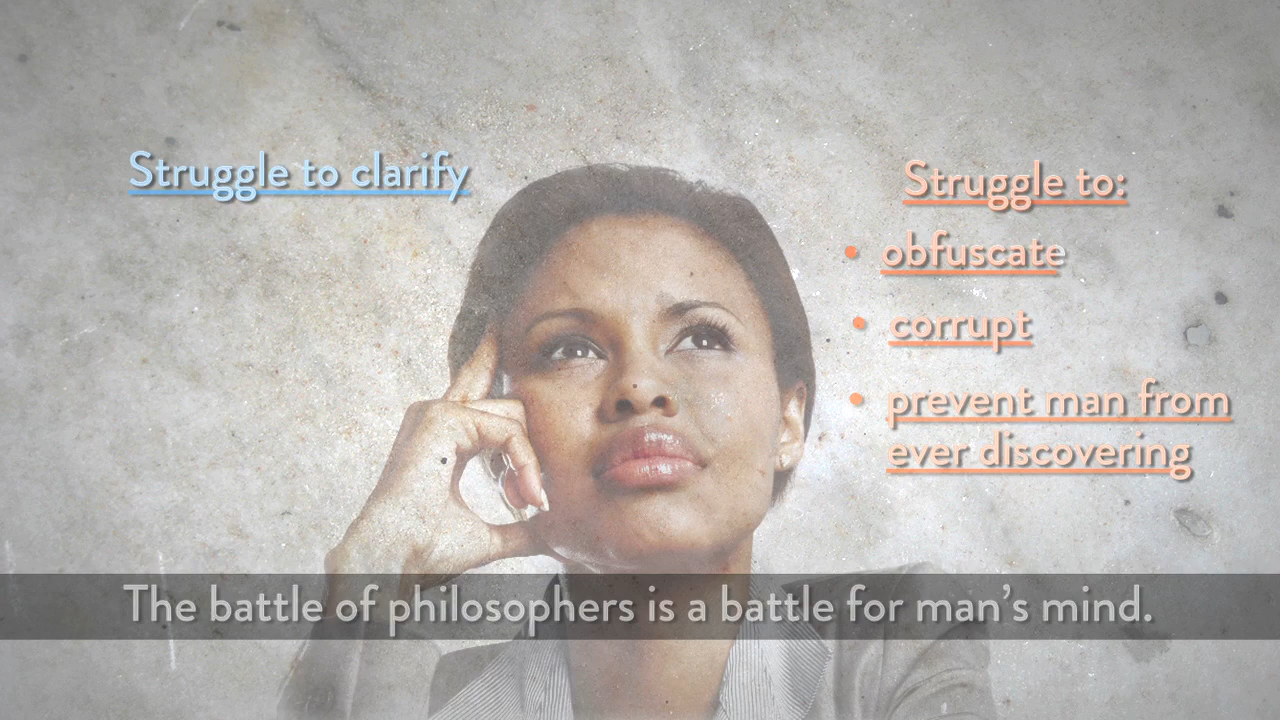 Struggle to clarify
Struggle to:
• obfuscate
• corrupt
• prevent man from
ever discovering
The battle of philosophers is a battle for man's mind.